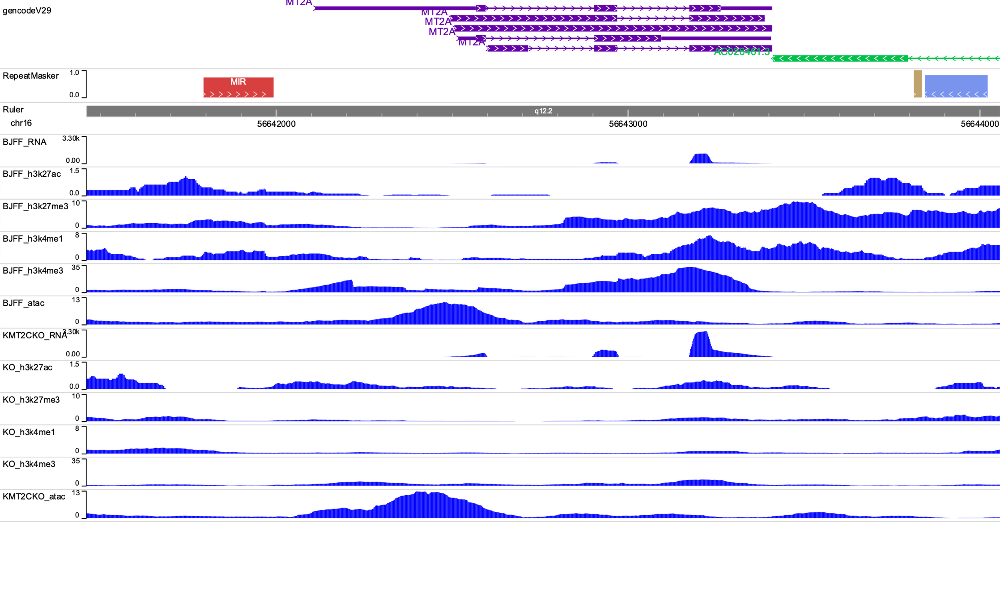 MT2A
gencodeV29
MT2A
MT2A
MT2A
MT2A
AC026461.3
RepeatMasker 1.0
MIR
0.0
Ruler q12.2
chr16 56642000 56643000 56644000
BJFF_RNA 3.30k
0.00
BJFF_h3k27ac 1.5
0.0
BJFF_h3k27me3 10
0
BJFF_h3k4me1 8
0
BJFF_h3k4me3 35
0
BJFF_atac 13
0
KMT2CKO_RNA 3.30k
0.00
KO_h3k27ac 1.5
0.0
KO_h3k27me3 10
0
KO_h3k4me1 8
0
KO_h3k4me3 35
0
KMT2CKO_atac 13
0